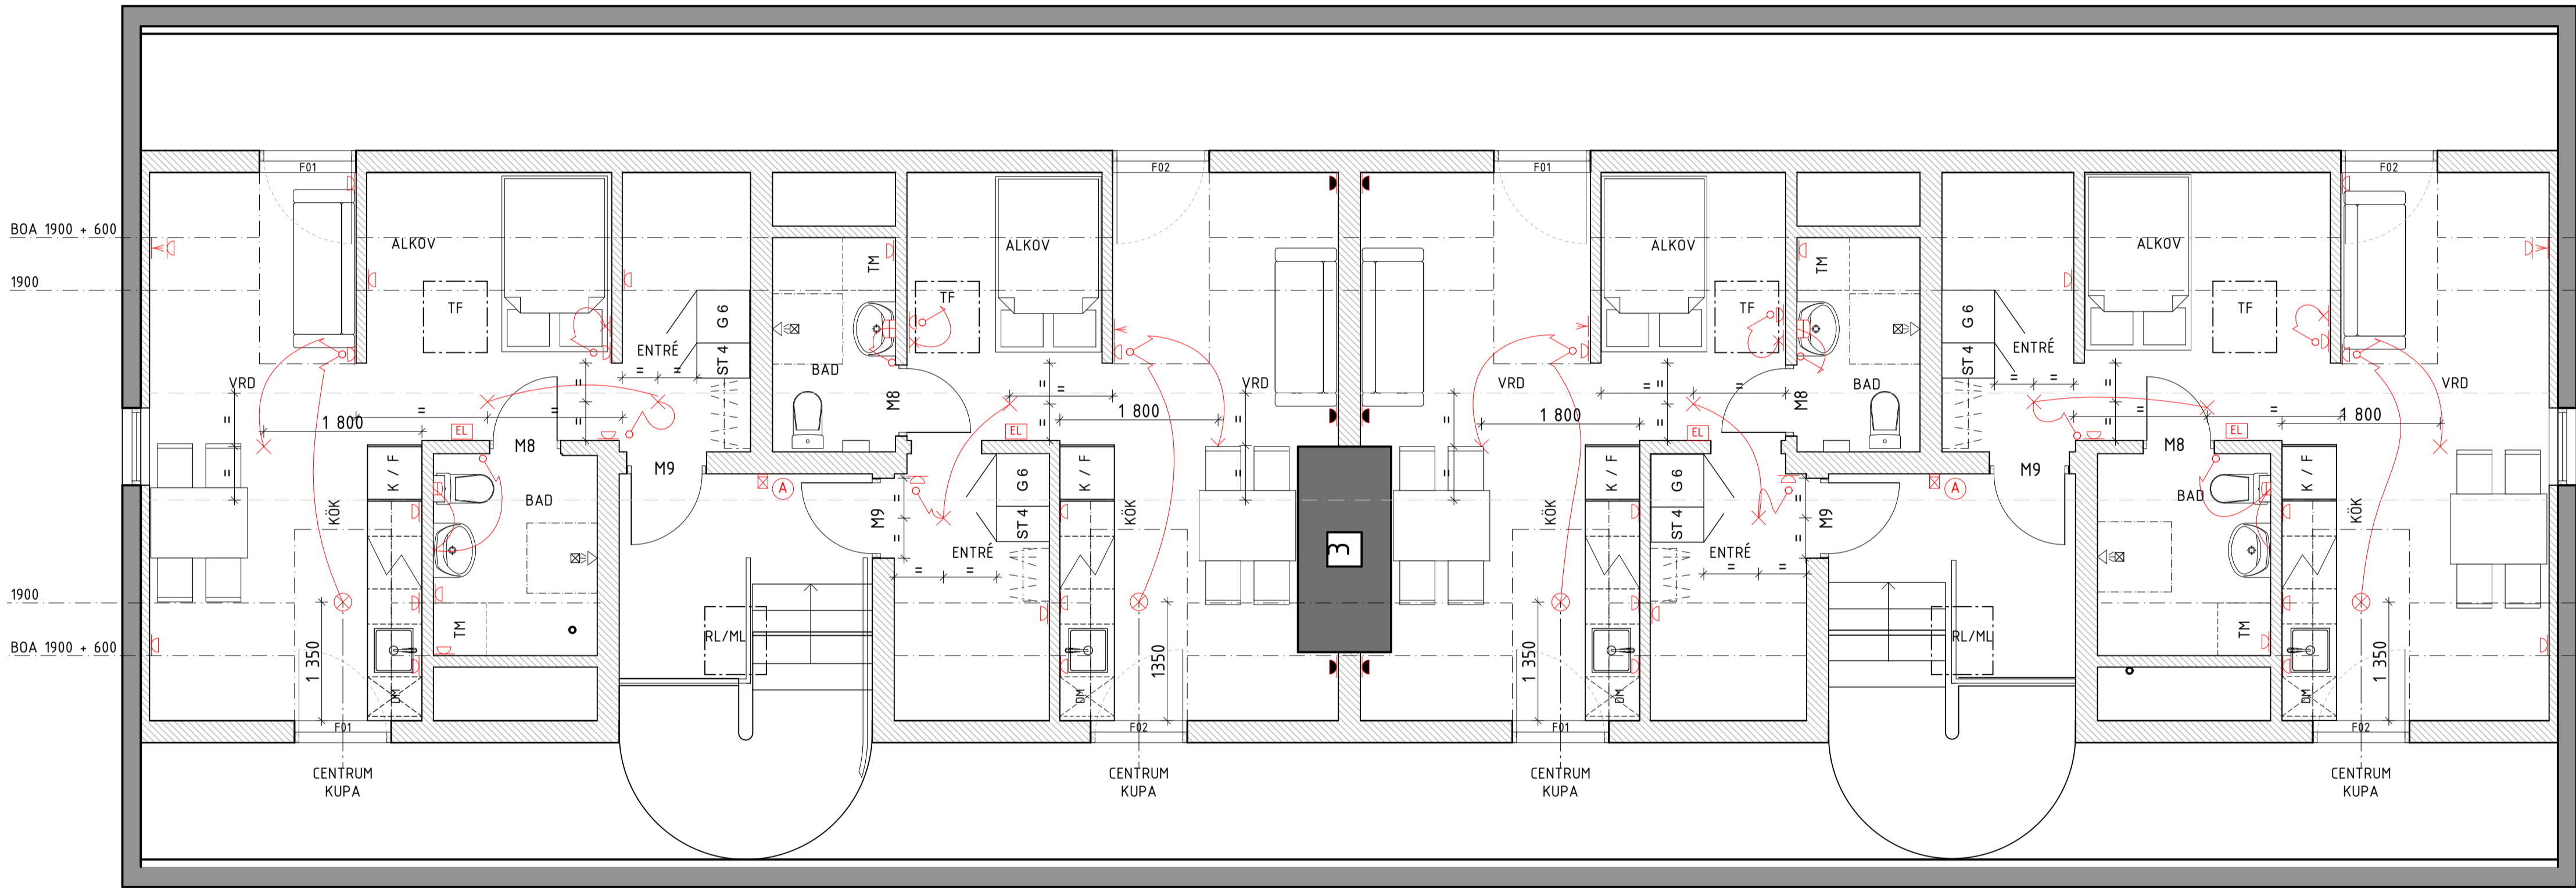 F01
F02
F01
F02
BOA 1900 + 600
ALKOV
ALKOV
ALKOV
ALKOV
TM
TM
1900
TF
TF
TF
TF
G 6
G 6
ST 4
ST 4
ENTRÉ
ENTRÉ
BAD
BAD
VRD
VRD
VRD
VRD
M8
M8
1 800
1 800
1 800
1 800
EL
EL
EL
EL
M8
M8
M9
M9
K / F
K / F
K / F
K / F
G 6
G 6
A
A
BAD
BAD
KÖK
KÖK
KÖK
KÖK
M9
M9
ST 4
ST 4
ENTRÉ
ENTRÉ
3
1900
TM
TM
RL/ML
RL/ML
BOA 1900 + 600
1 350
1350
1 350
1 350
DM
DM
DM
DM
F01
F02
F01
F02
CENTRUM
KUPA
CENTRUM
KUPA
CENTRUM
KUPA
CENTRUM
KUPA